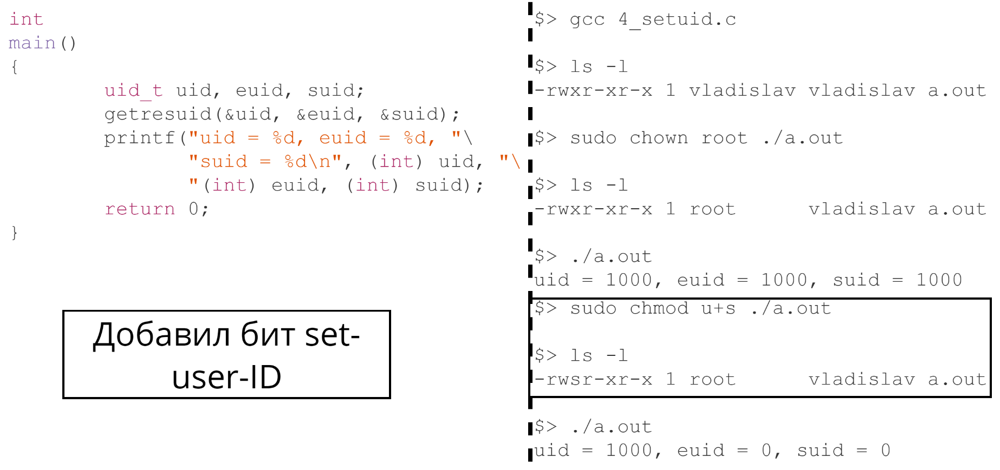 int
main()
{
uid_t uid, euid, suid;
getresuid(&uid, &euid, &suid);
printf("uid = %d, euid = %d, "\
"suid = %d\n", (int) uid, "\
"(int) euid, (int) suid);
return 0;
}
Добавил бит set-
user-ID
$> gcc 4_setuid.c
$> ls -l
-rwxr-xr-x 1 vladislav vladislav a.out
$> sudo chown root ./a.out
$> ls -l
-rwxr-xr-x 1 root      vladislav a.out
$> ./a.out
uid = 1000, euid = 1000, suid = 1000
$> sudo chmod u+s ./a.out
$> ls -l
-rwsr-xr-x 1 root      vladislav a.out
$> ./a.out
uid = 1000, euid = 0, suid = 0